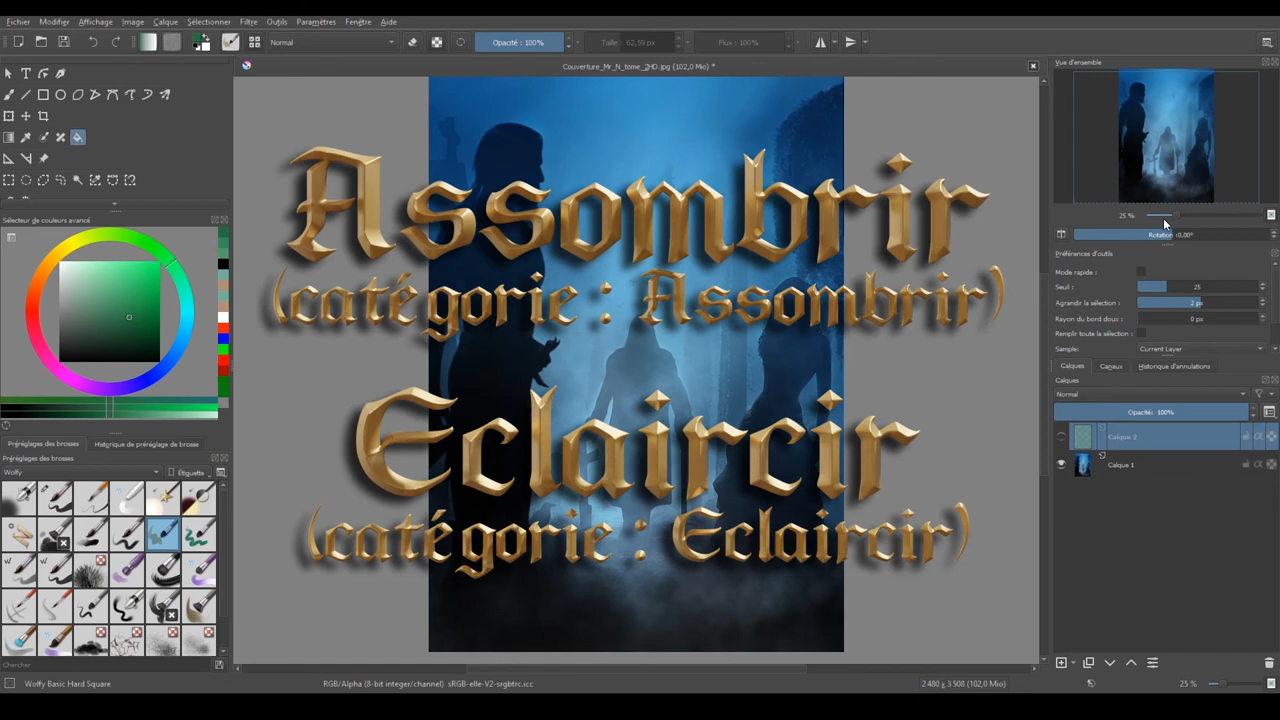 Fichier Modifier Affichage Image Calque Sélectionner Filtre Outils Paramètres Fenêtre Aide
Normal Opacité : 100% Taille : 62,59 px Flux : 100%
Couverture_Mr_N_tome_2HD.jpg (102,0 Mio) *
Vue d'ensemble
Assombrir
(catégorie : Assombrir)
Eclaircir
(catégorie : Eclaircir)
Sélecteur de couleurs avancé
Préréglages des brosses Historique de préréglage de brosse
Préréglages des brosses
Wolfy Étiquette
W W
Chercher
25 %
Rotation :0.00°
Préférences d'outils
Mode rapide :
Seuil : 25
Agrandir la sélection : 2 px
Rayon du bord doux : 0 px
Remplir toute la sélection :
Sample: Current Layer
Calques Canaux Historique d'annulations
Calques
Normal
Opacité: 100%
Calque 2
Calque 1
Wolfy Basic Hard Square RGB/Alpha (8-bit integer/channel) sRGB-elle-V2-srgbtrc.icc 2 480 x 3 508 (102,0 Mio) 25 %